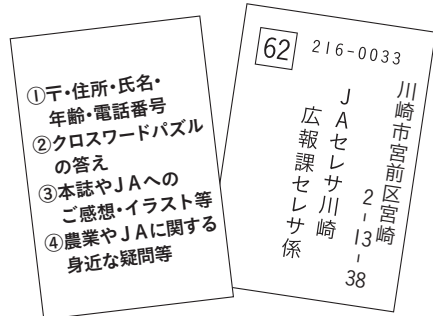 ①〒・住所・氏名・
年齢・電話番号
②クロスワードパズル
の答え
③本誌やＪＡへの
ご感想・イラスト等
④農業やＪＡに関する
身近な疑問等
62
216-0033
川崎市宮前区宮崎
2-13-38
ＪＡセレサ川崎
広報課セレサ係